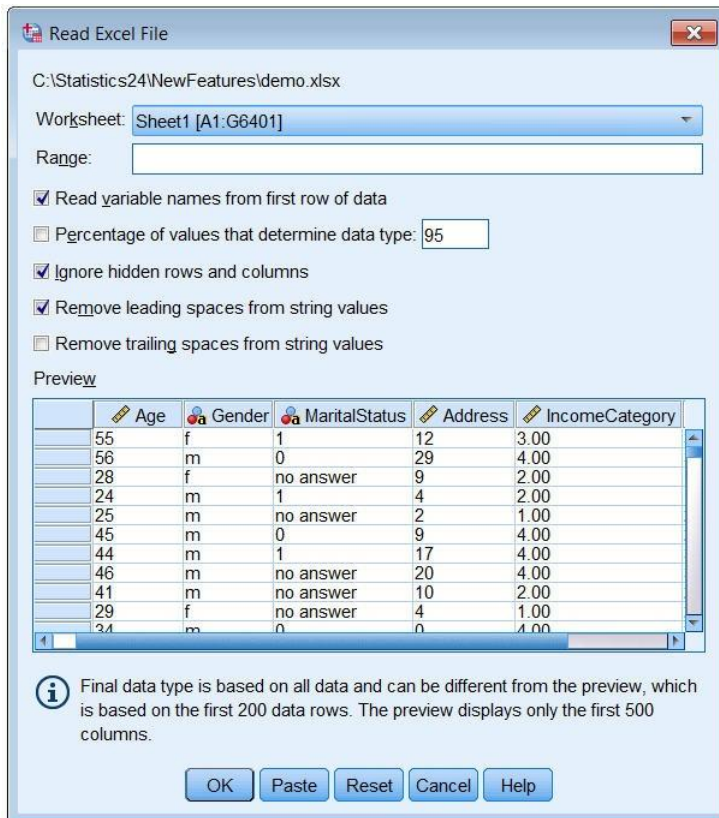 Read Excel File
C:\Statistics24\NewFeatures\demo.xlsx
Worksheet: Sheet1 [A1:G6401]
Range:
Read variable names from first row of data
Percentage of values that determine data type: 95
Ignore hidden rows and columns
Remove leading spaces from string values
Remove trailing spaces from string values
Preview
Age Gender MaritalStatus Address IncomeCategory
55 f 1 12 3.00
56 m 0 29 4.00
28 f no answer 9 2.00
24 m 1 4 2.00
25 m no answer 2 1.00
45 m 0 9 4.00
44 m 1 17 4.00
46 m no answer 20 4.00
41 m no answer 10 2.00
29 f no answer 4 1.00
34 m 0 0 4.00
Final data type is based on all data and can be different from the preview, which
is based on the first 200 data rows. The preview displays only the first 500
columns.
OK Paste Reset Cancel Help